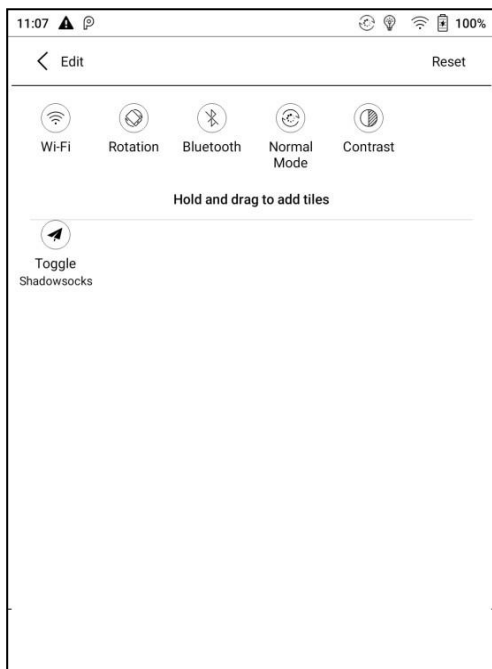 11:07 100%
Edit Reset
Wi-Fi Rotation Bluetooth Normal Mode Contrast
Hold and drag to add tiles
Toggle
Shadowsocks